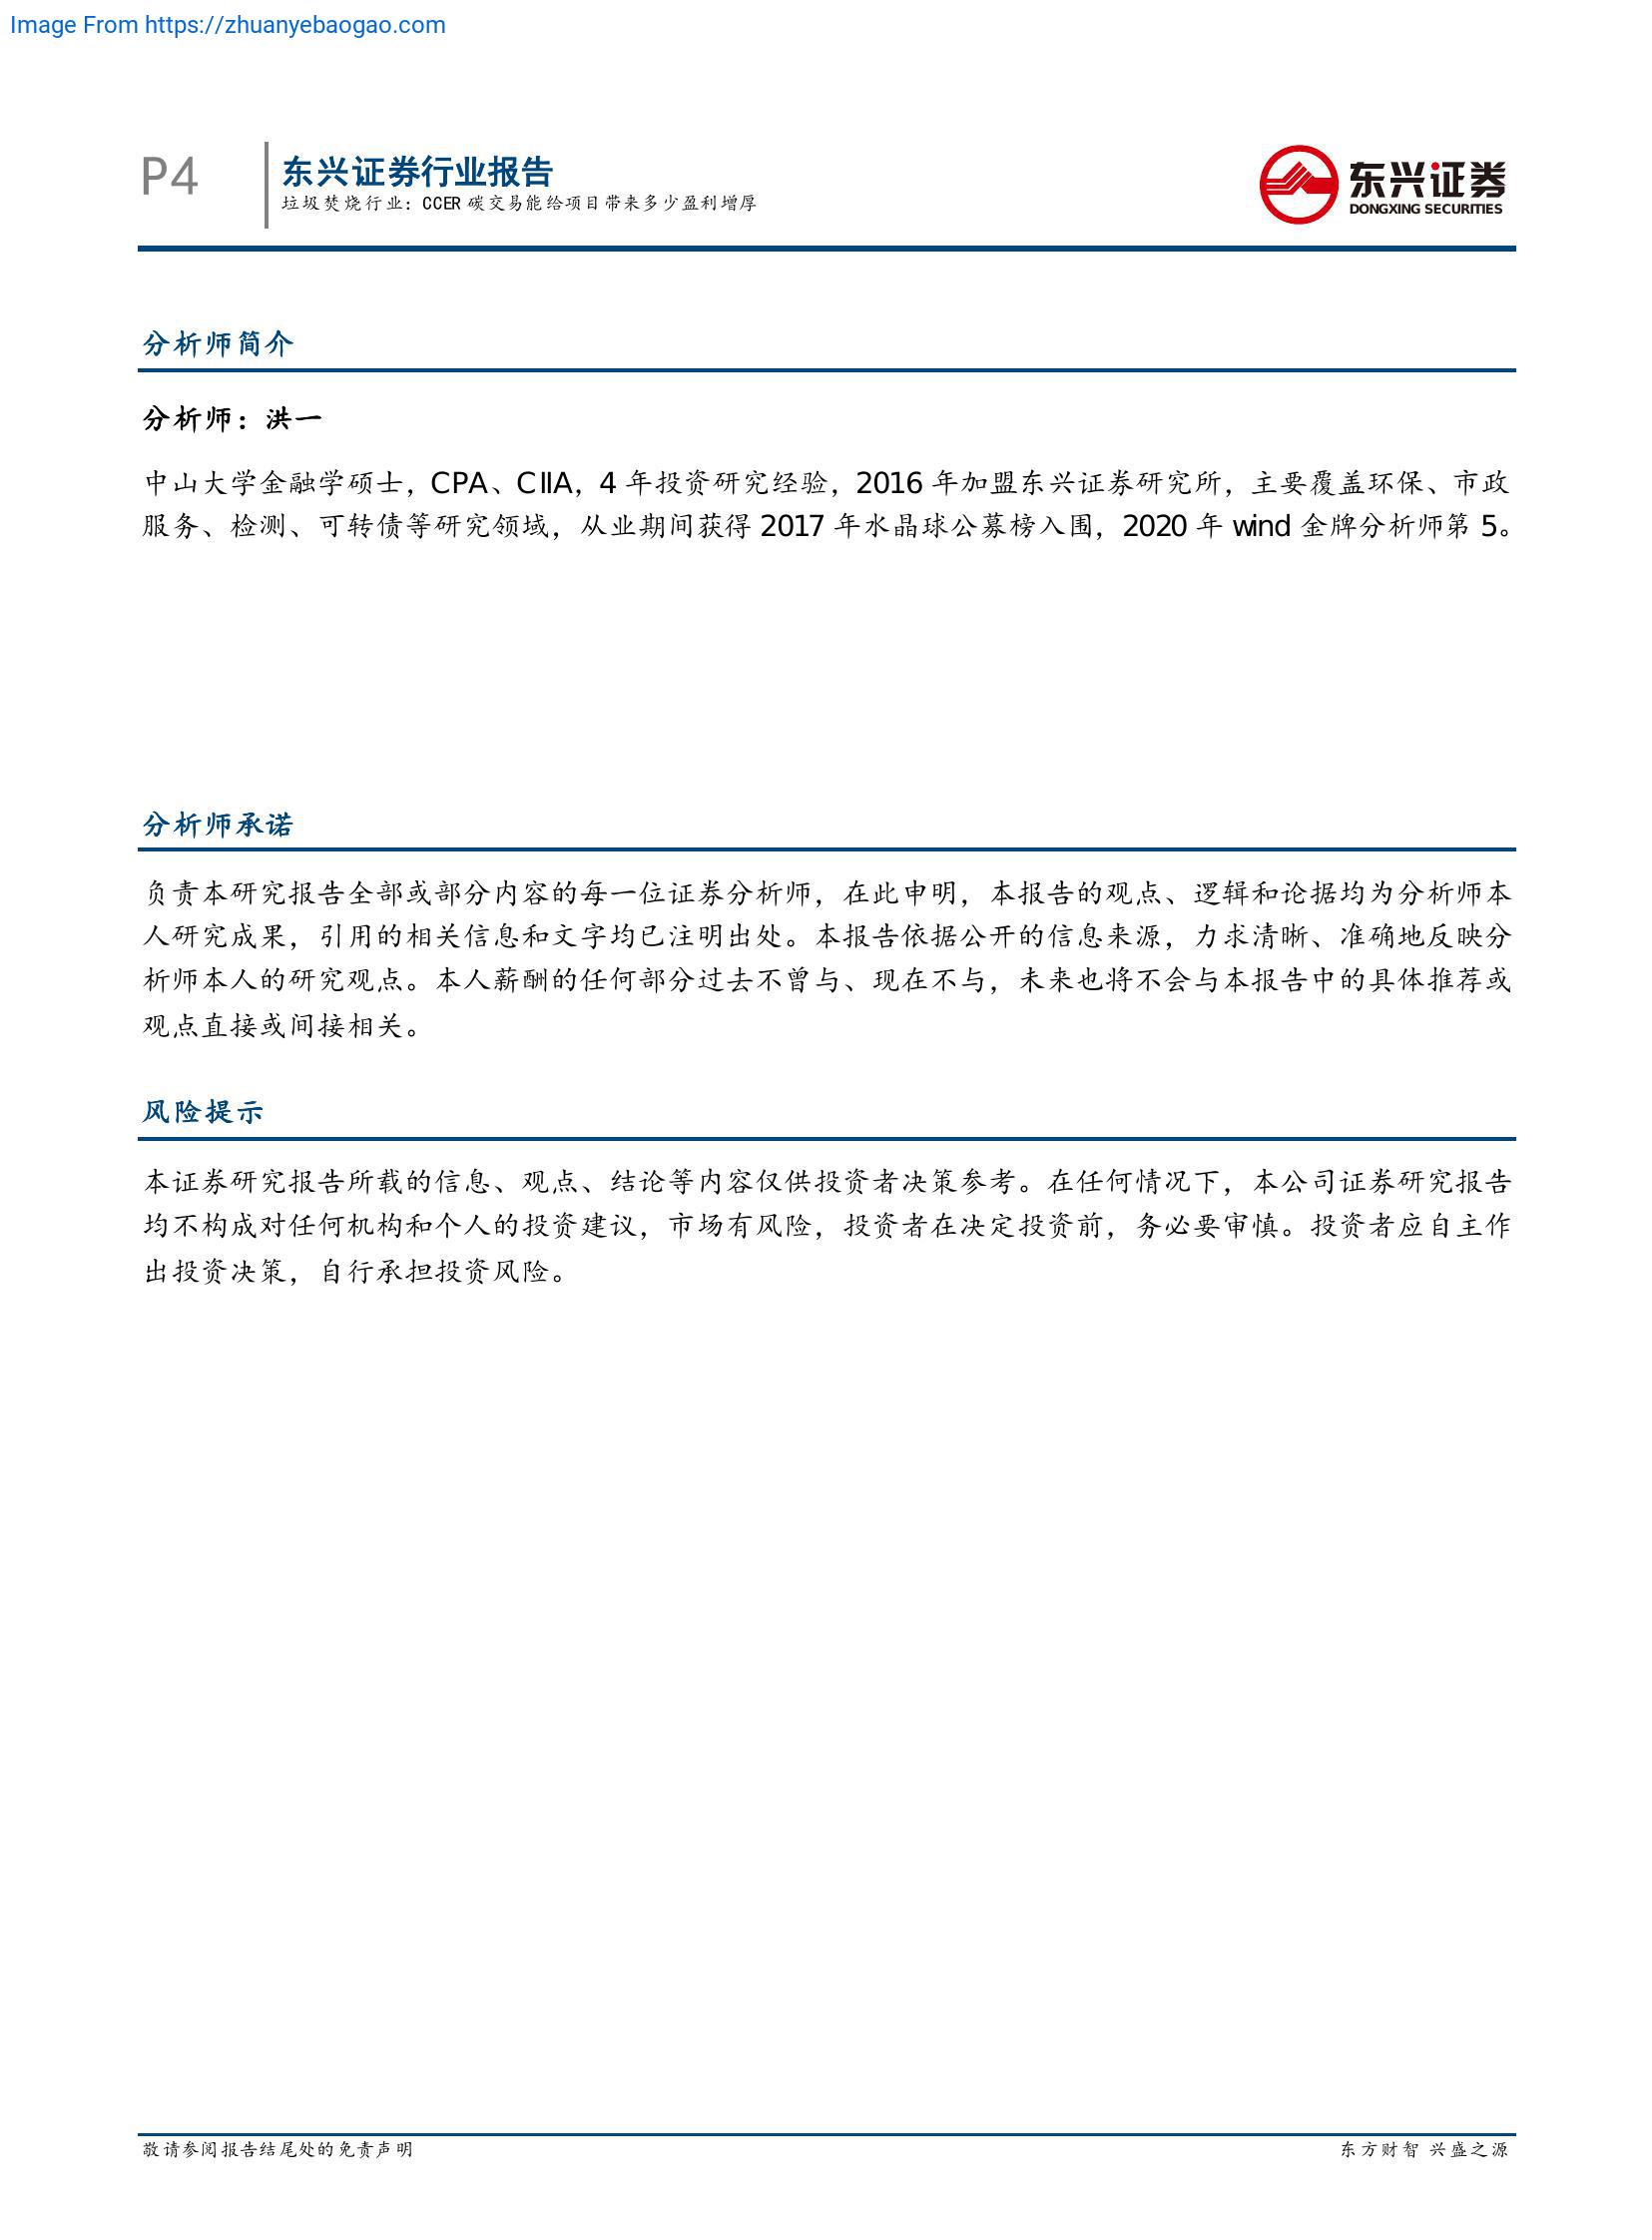 Image From https://zhuanyebaogao.com
P4
东兴证券行业报告
垃圾焚烧行业：CCER 碳交易能给项目带来多少盈利增厚
东兴证券
DONGXING SECURITIES
分析师简介
分析师：洪一
中山大学金融学硕士，CPA、CIIA，4 年投资研究经验，2016 年加盟东兴证券研究所，主要覆盖环保、市政
服务、检测、可转债等研究领域，从业期间获得 2017 年水晶球公募榜入围，2020 年 wind 金牌分析师第 5。
分析师承诺
负责本研究报告全部或部分内容的每一位证券分析师，在此申明，本报告的观点、逻辑和论据均为分析师本
人研究成果，引用的相关信息和文字均已注明出处。本报告依据公开的信息来源，力求清晰、准确地反映分
析师本人的研究观点。本人薪酬的任何部分过去不曾与、现在不与，未来也将不会与本报告中的具体推荐或
观点直接或间接相关。
风险提示
本证券研究报告所载的信息、观点、结论等内容仅供投资者决策参考。在任何情况下，本公司证券研究报告
均不构成对任何机构和个人的投资建议，市场有风险，投资者在决定投资前，务必要审慎。投资者应自主作
出投资决策，自行承担投资风险。
敬请参阅报告结尾处的免责声明
东方财智 兴盛之源